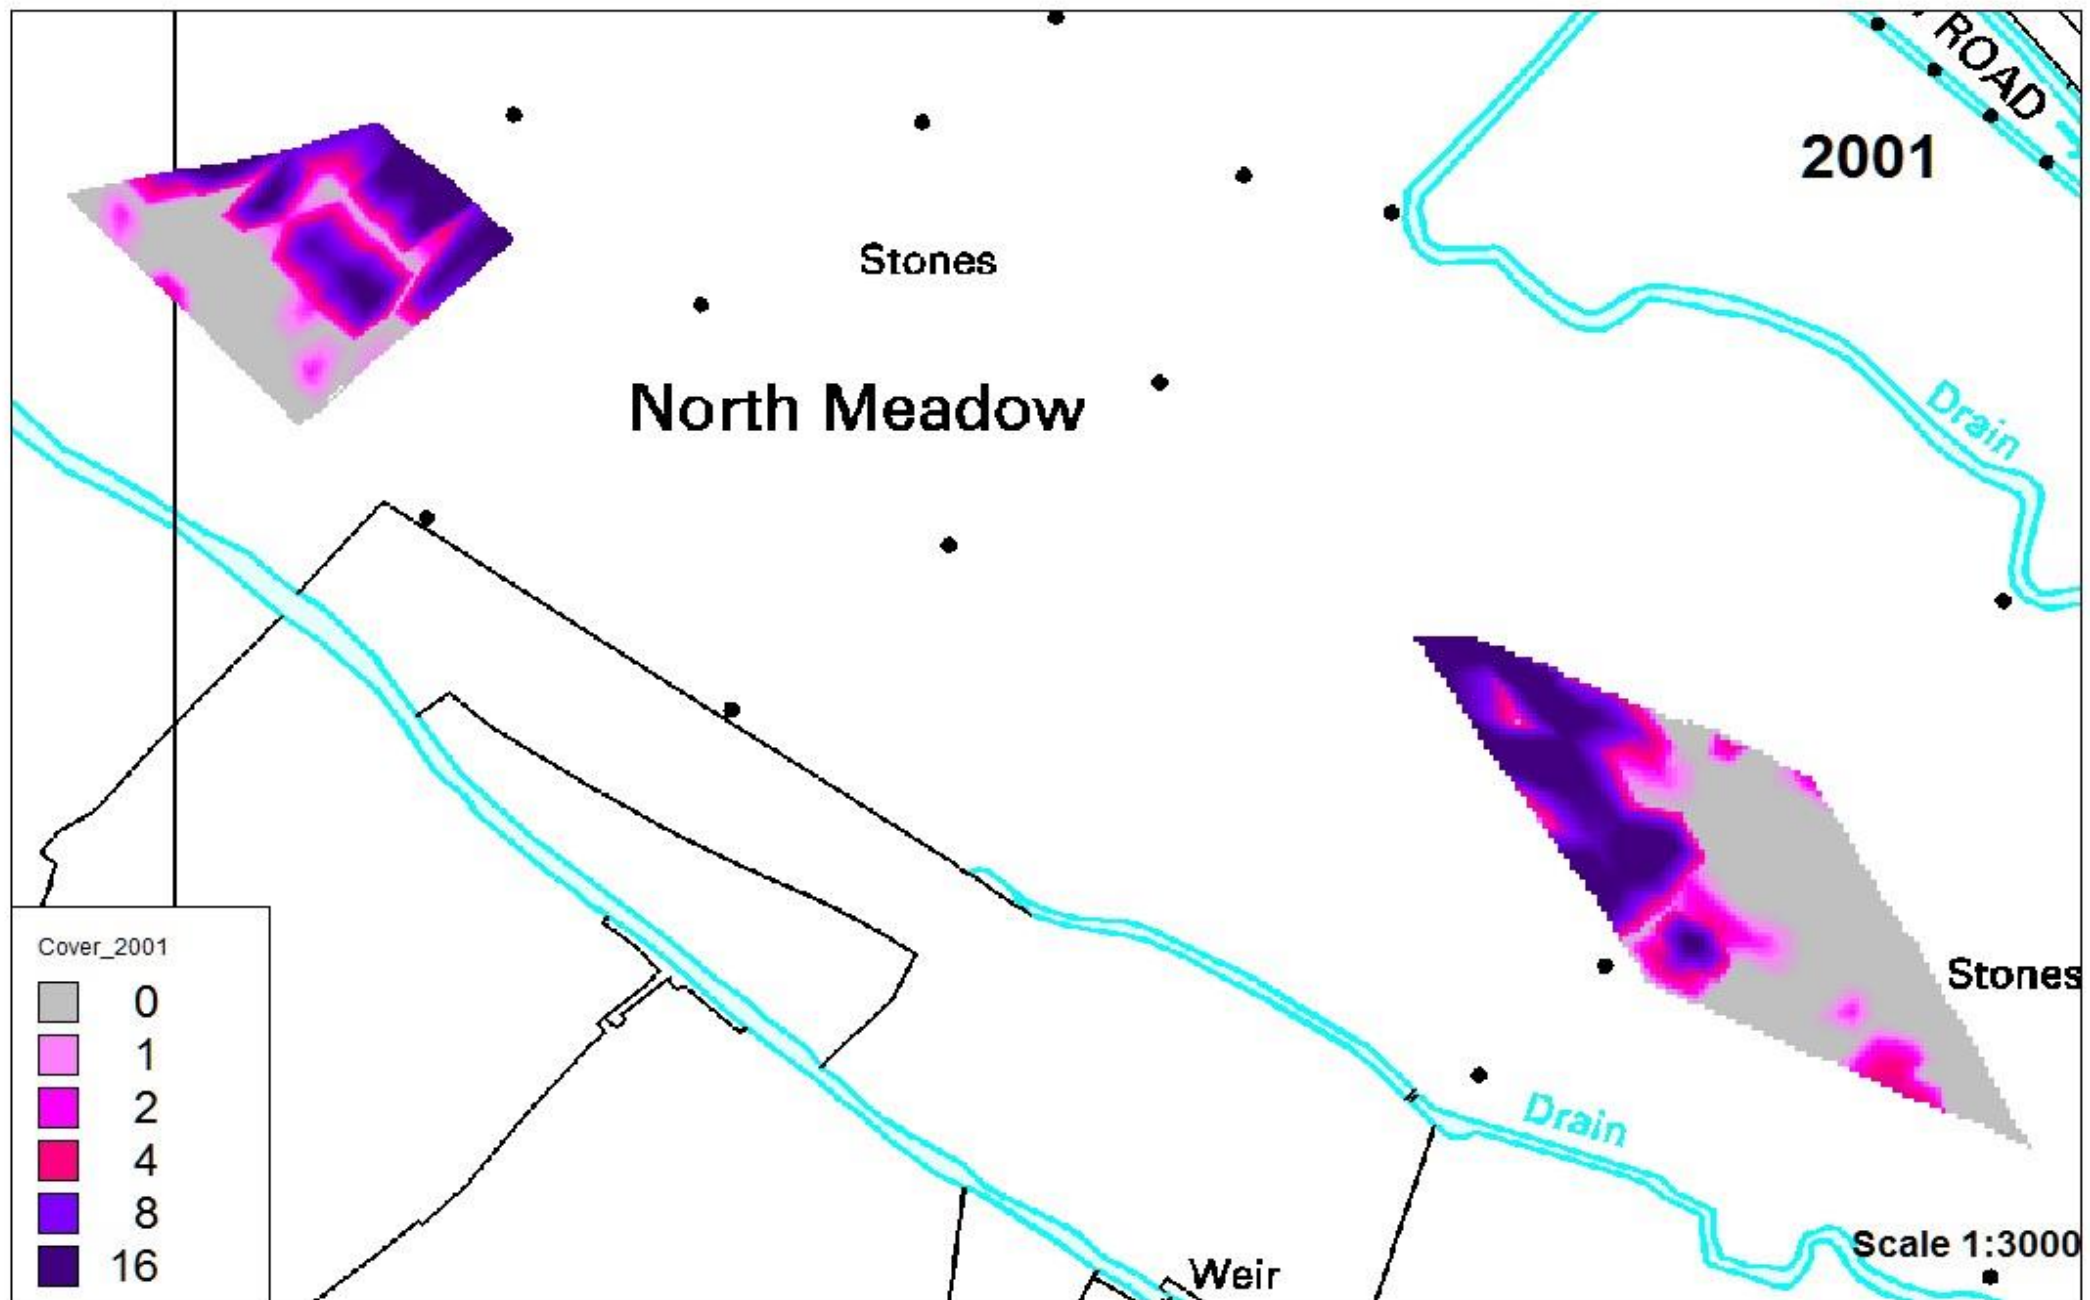 ROAD
2001
Stones
North Meadow
Drain
Stones
Drain
Scale 1:3000
Weir
Cover_2001
0
1
2
4
8
16